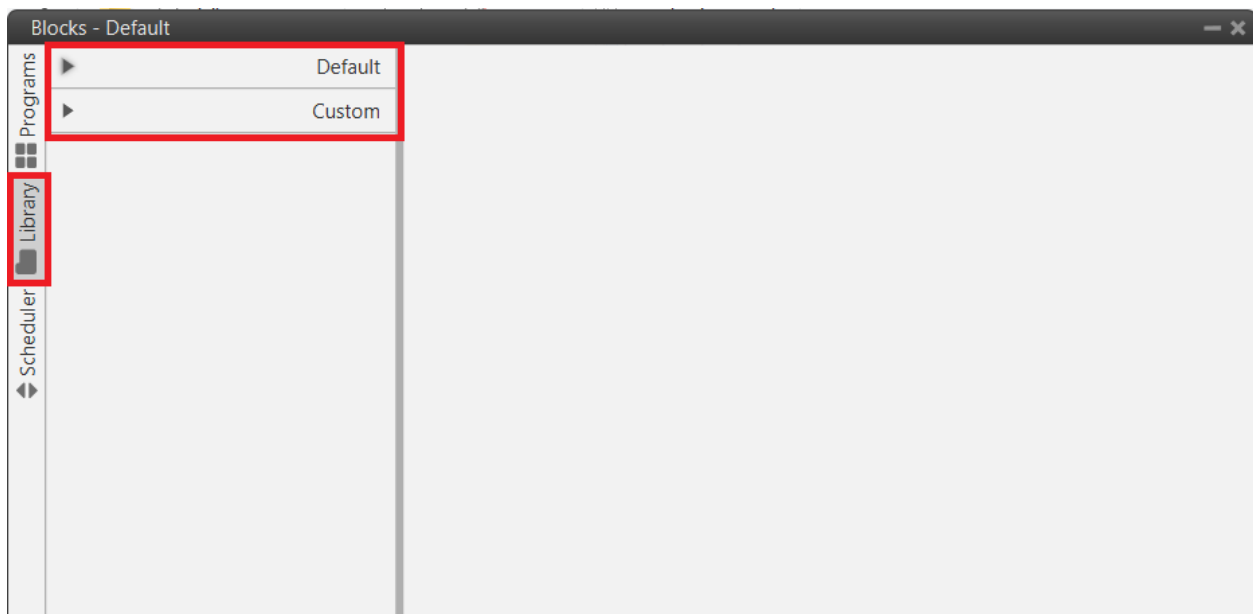 Blocks - Default
Programs
Library
Scheduler
Default
Custom